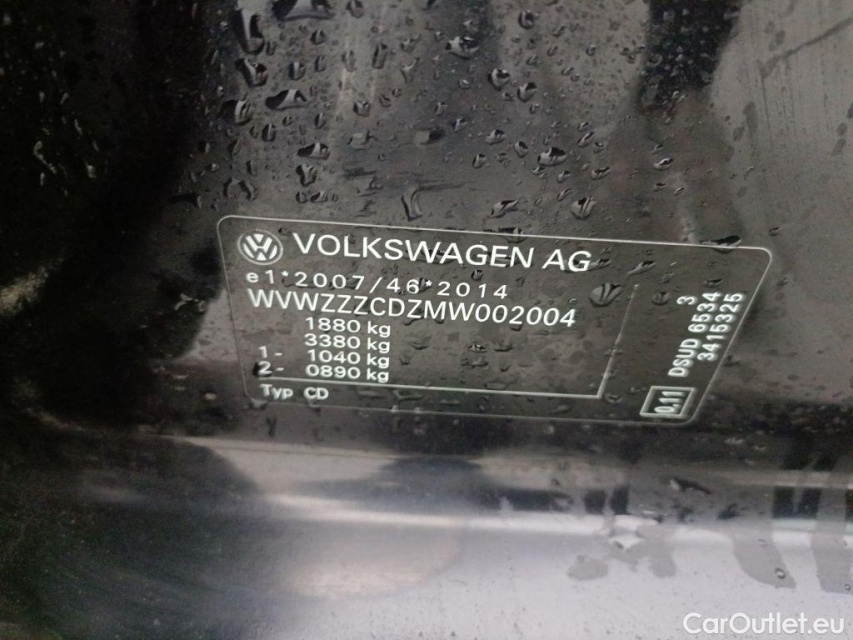 VOLKSWAGEN AG
e1*2007/46*2014
WVWZZZCDZMW002004
1880 kg
3380 kg
1- 1040 kg
2- 0890 kg
Typ CD
3
DSUD 6534
3415325
0.11
CarOutlet.eu